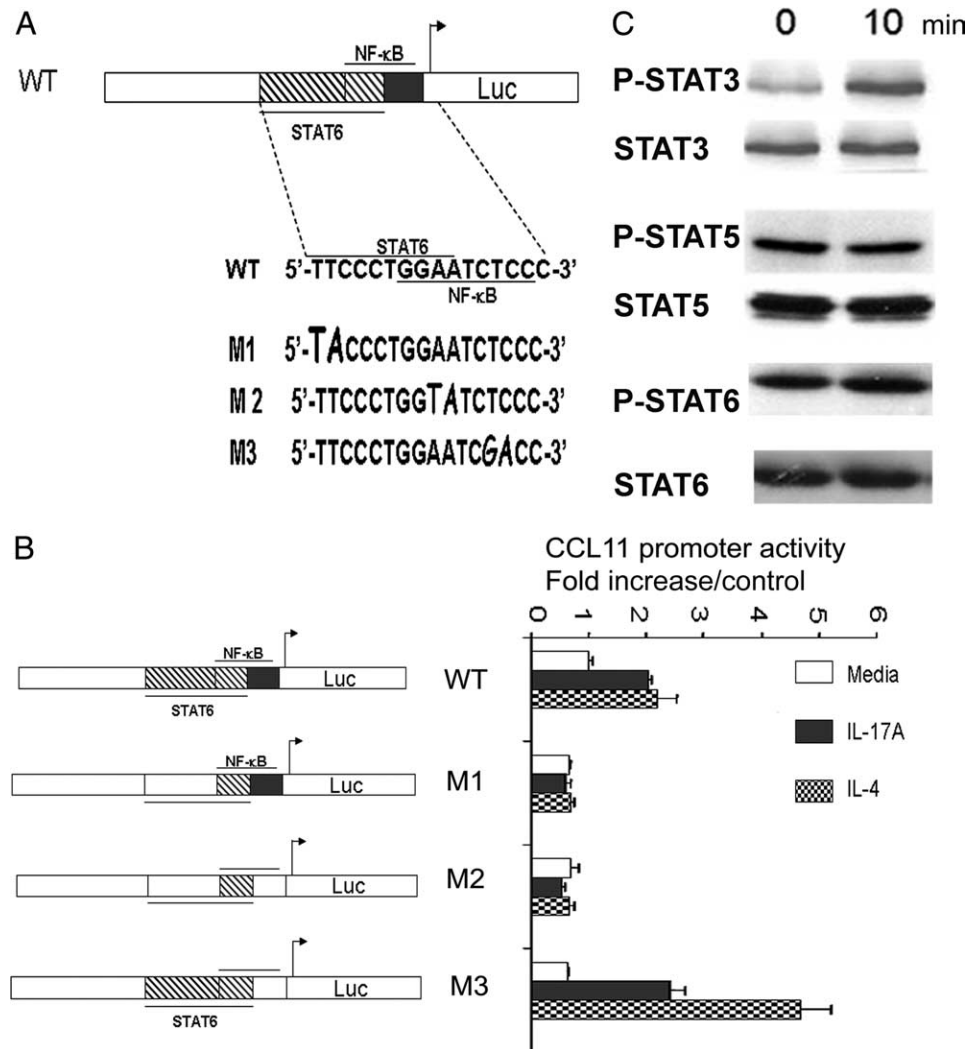 A
NF-κB
WT
Luc
STAT6
STAT6
WT 5'-TTCCCTGGAATCTCCC-3'
NF-κB
M1 5'-TACCCTGGAATCTCCC-3'
M 2 5'-TTCCCTGGTATCTCCC-3'
M3 5'-TTCCCTGGAATCGACC-3'
C 0 10 min
P-STAT3
STAT3
P-STAT5
STAT5
P-STAT6
STAT6
B
CCL11 promoter activity
Fold increase/control
0 1 2 3 4 5 6
NF-κB
Luc
STAT6
WT
NF-κB
Luc
M1
Luc
M2
Luc
STAT6
M3
Media
IL-17A
IL-4